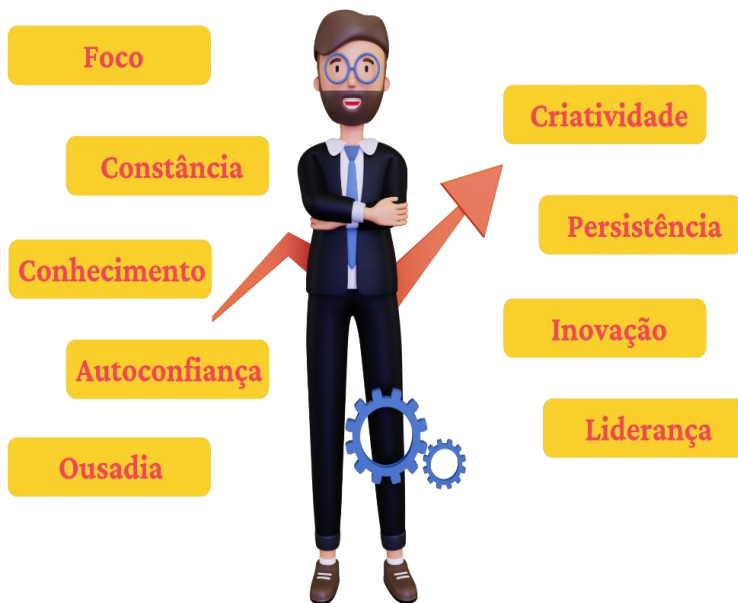 Foco
Constância
Conhecimento
Autoconfiança
Ousadia
Criatividade
Persistência
Inovação
Liderança